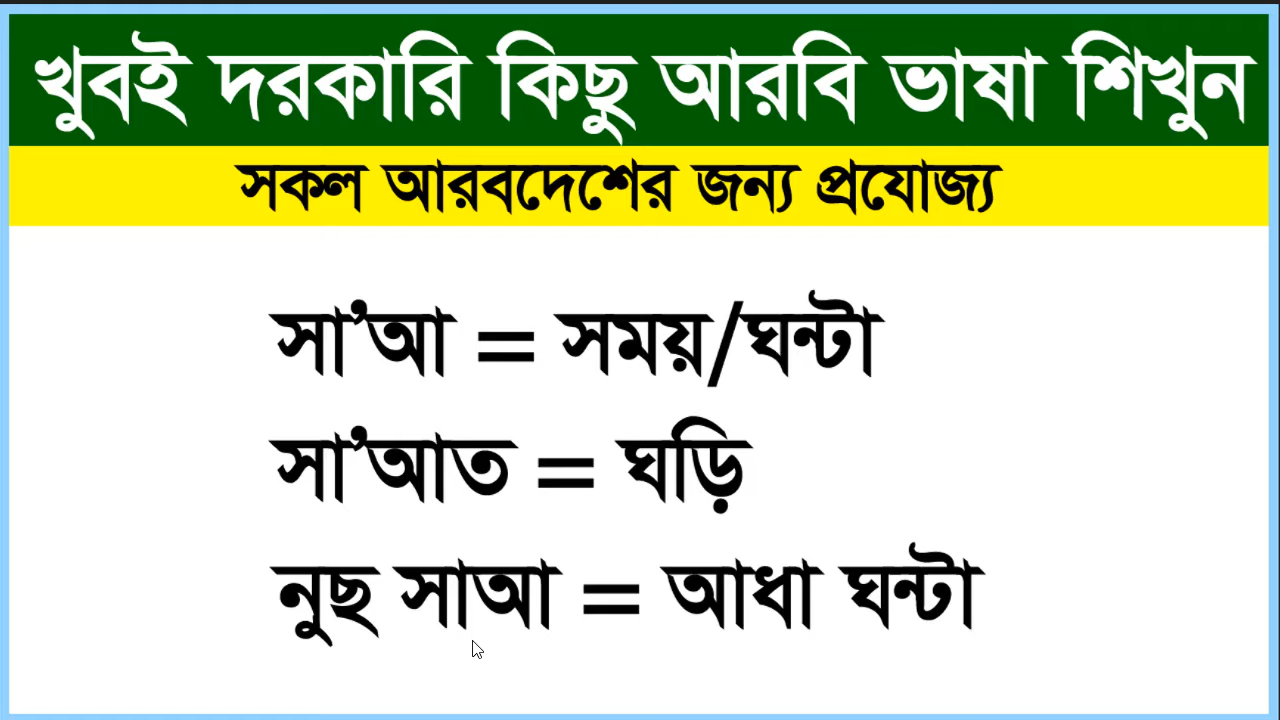 খুবই দরকারি কিছু আরবি ভাষা শিখুন
সকল আরবদেশের জন্য প্রযোজ্য
সা’আ = সময়/ঘন্টা
সা’আত = ঘড়ি
নুছ সাআ = আধা ঘন্টা